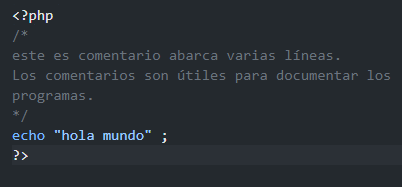 <?php
/*
este es comentario abarca varias líneas.
Los comentarios son útiles para documentar los
programas.
*/
echo "hola mundo" ;
?>